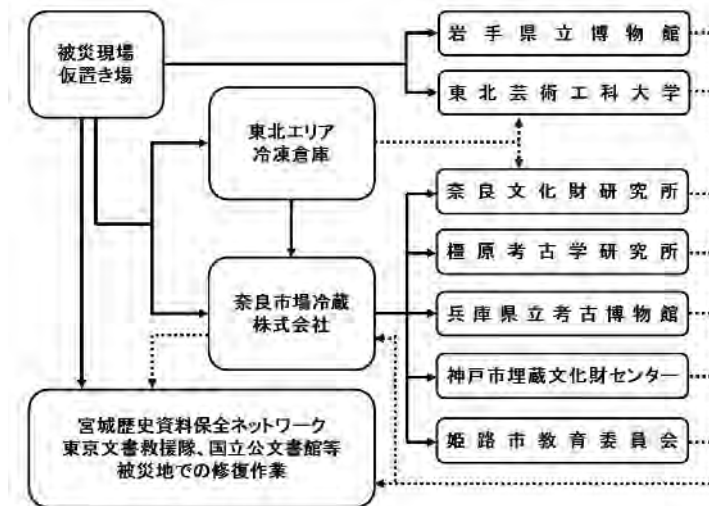 被災現場
仮置き場
岩手県立博物館
東北芸術工科大学
東北エリア
冷凍倉庫
奈良文化財研究所
橿原考古学研究所
奈良市場冷蔵
株式会社
兵庫県立考古博物館
神戸市埋蔵文化財センター
宮城歴史資料保全ネットワーク
東京文書救援隊、国立公文書館等
被災地での修復作業
姫路市教育委員会